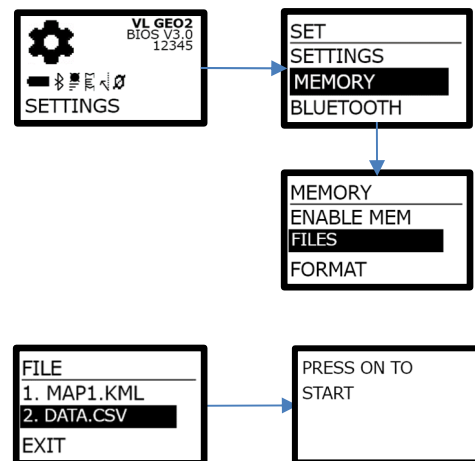 VL GEO2
BIOS V3.0
12345
SETTINGS
SET
SETTINGS
MEMORY
BLUETOOTH
MEMORY
ENABLE MEM
FILES
FORMAT
FILE
1. MAP1.KML
2. DATA.CSV
EXIT
PRESS ON TO
START